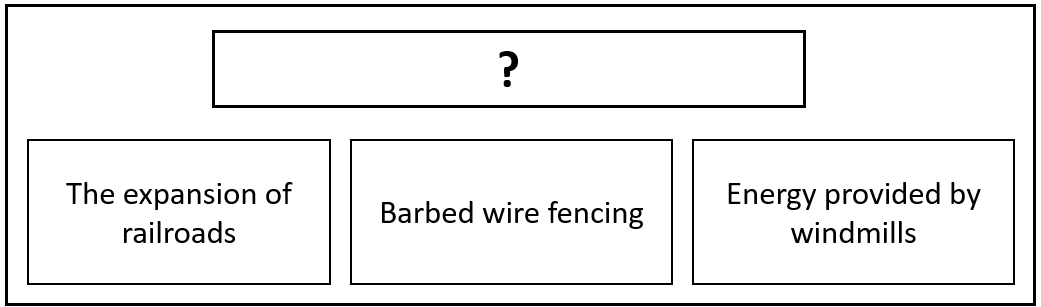 ?
The expansion of
railroads
Barbed wire fencing
Energy provided by
windmills